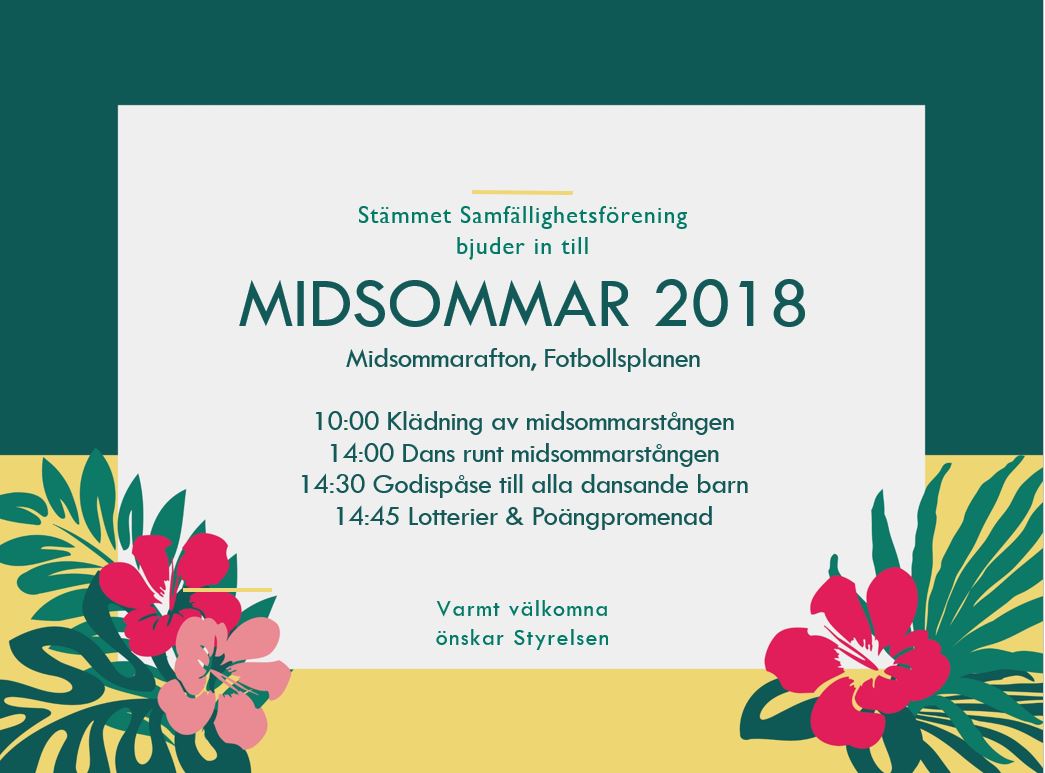 Stämmet Samfällighetsförening
bjuder in till
MIDSOMMAR 2018
Midsommarafton, Fotbollsplanen
10:00 Klädning av midsommarstången
14:00 Dans runt midsommarstången
14:30 Godispåse till alla dansande barn
14:45 Lotterier & Poängpromenad
Varmt välkomna
önskar Styrelsen